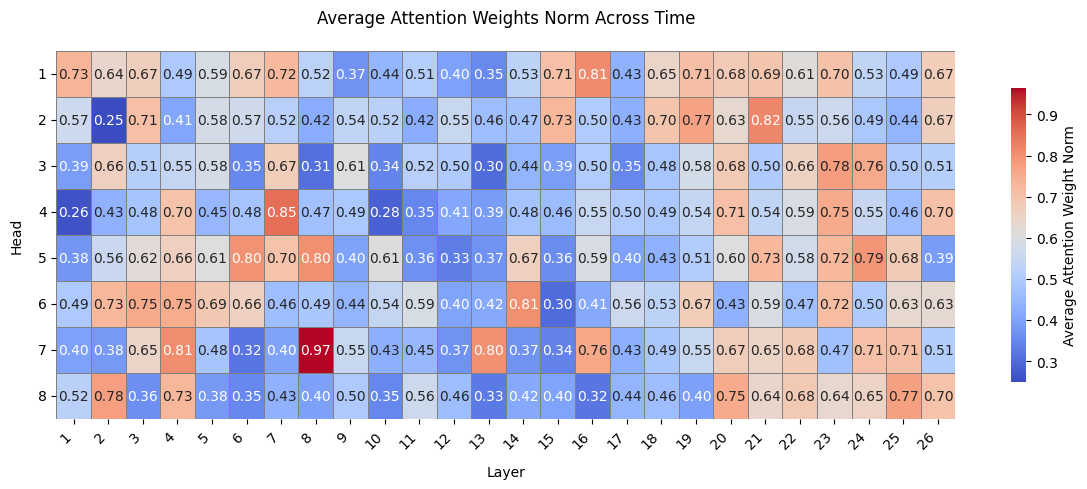 Average Attention Weights Norm Across Time
1 0.73 0.64 0.67 0.49 0.59 0.67 0.72 0.52 0.37 0.44 0.51 0.40 0.35 0.53 0.71 0.81 0.43 0.65 0.71 0.68 0.69 0.61 0.70 0.53 0.49 0.67
2 0.57 0.25 0.71 0.41 0.58 0.57 0.52 0.42 0.54 0.52 0.42 0.55 0.46 0.47 0.73 0.50 0.43 0.70 0.77 0.63 0.82 0.55 0.56 0.49 0.44 0.67
3 0.39 0.66 0.51 0.55 0.58 0.35 0.67 0.31 0.61 0.34 0.52 0.50 0.30 0.44 0.39 0.50 0.35 0.48 0.58 0.68 0.50 0.66 0.78 0.76 0.50 0.51
4 0.26 0.43 0.48 0.70 0.45 0.48 0.85 0.47 0.49 0.28 0.35 0.41 0.39 0.48 0.46 0.55 0.50 0.49 0.54 0.71 0.54 0.59 0.75 0.55 0.46 0.70
5 0.38 0.56 0.62 0.66 0.61 0.80 0.70 0.80 0.40 0.61 0.36 0.33 0.37 0.67 0.36 0.59 0.40 0.43 0.51 0.60 0.73 0.58 0.72 0.79 0.68 0.39
6 0.49 0.73 0.75 0.75 0.69 0.66 0.46 0.49 0.44 0.54 0.59 0.40 0.42 0.81 0.30 0.41 0.56 0.53 0.67 0.43 0.59 0.47 0.72 0.50 0.63 0.63
7 0.40 0.38 0.65 0.81 0.48 0.32 0.40 0.97 0.55 0.43 0.45 0.37 0.80 0.37 0.34 0.76 0.43 0.49 0.55 0.67 0.65 0.68 0.47 0.71 0.71 0.51
8 0.52 0.78 0.36 0.73 0.38 0.35 0.43 0.40 0.50 0.35 0.56 0.46 0.33 0.42 0.40 0.32 0.44 0.46 0.40 0.75 0.64 0.68 0.64 0.65 0.77 0.70
1 2 3 4 5 6 7 8 9 10 11 12 13 14 15 16 17 18 19 20 21 22 23 24 25 26
Layer
Head
0.9
0.8
0.7
0.6
0.5
0.4
0.3
Average Attention Weight Norm